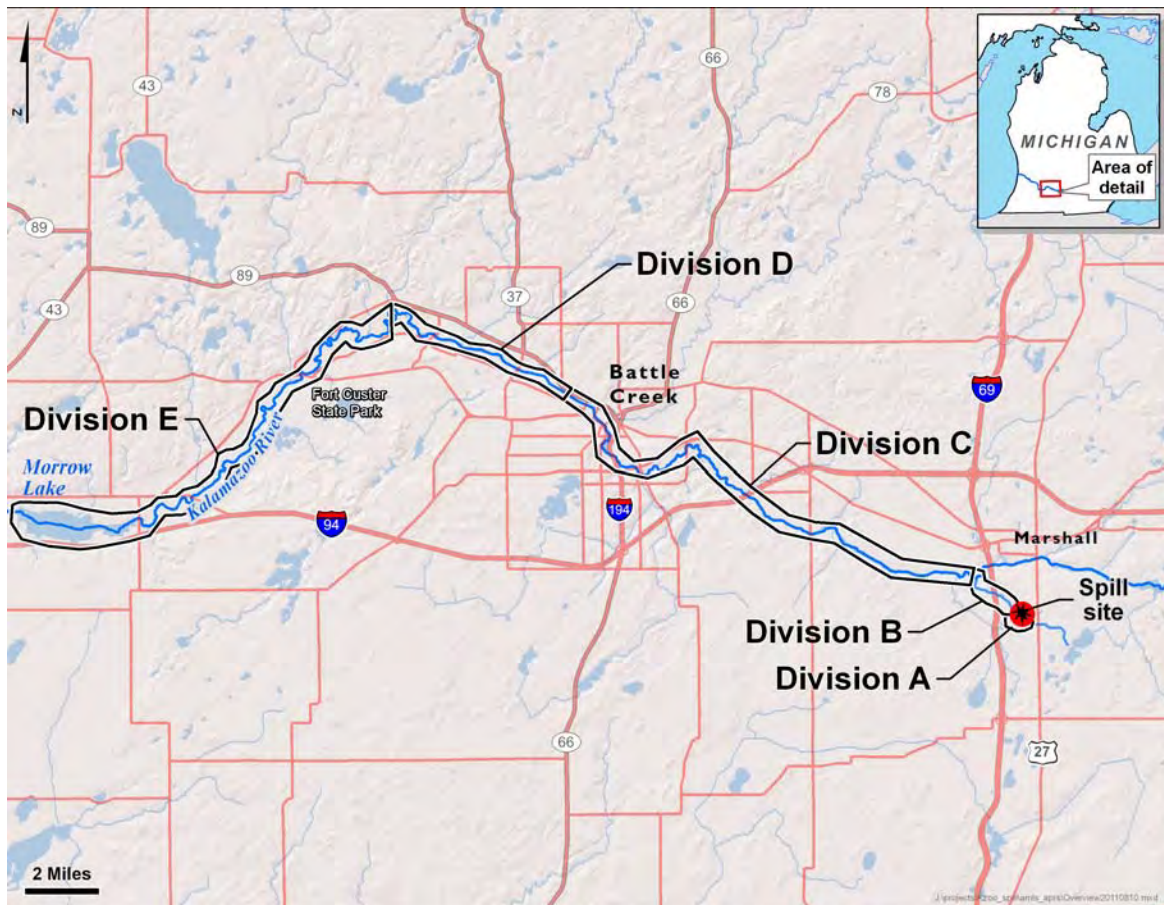 66
43
78
MICHIGAN
Area of
detail
N
89
89
Division D
37
66
43
Battle
Creek
69
Fort Custer
State Park
Division E
Division C
Morrow
Lake
Kalamazoo River
94
194
Marshall
Spill
site
Division B
Division A
66
27
2 Miles